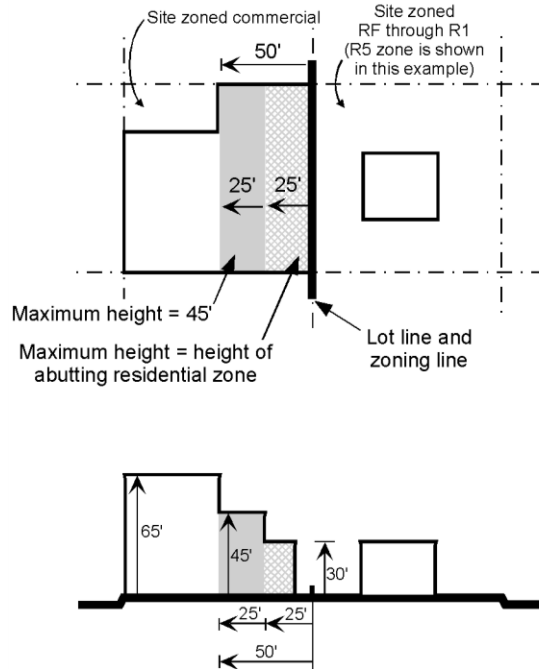 Site zoned commercial
Site
zoned
RF through R1
(R5 zone is shown
in this example)
50'
25'
25'
Maximum height = 45'
Maximum height = height of
abutting residential zone
Lot line and
zoning line
65'
45'
30'
25'
25'
50'